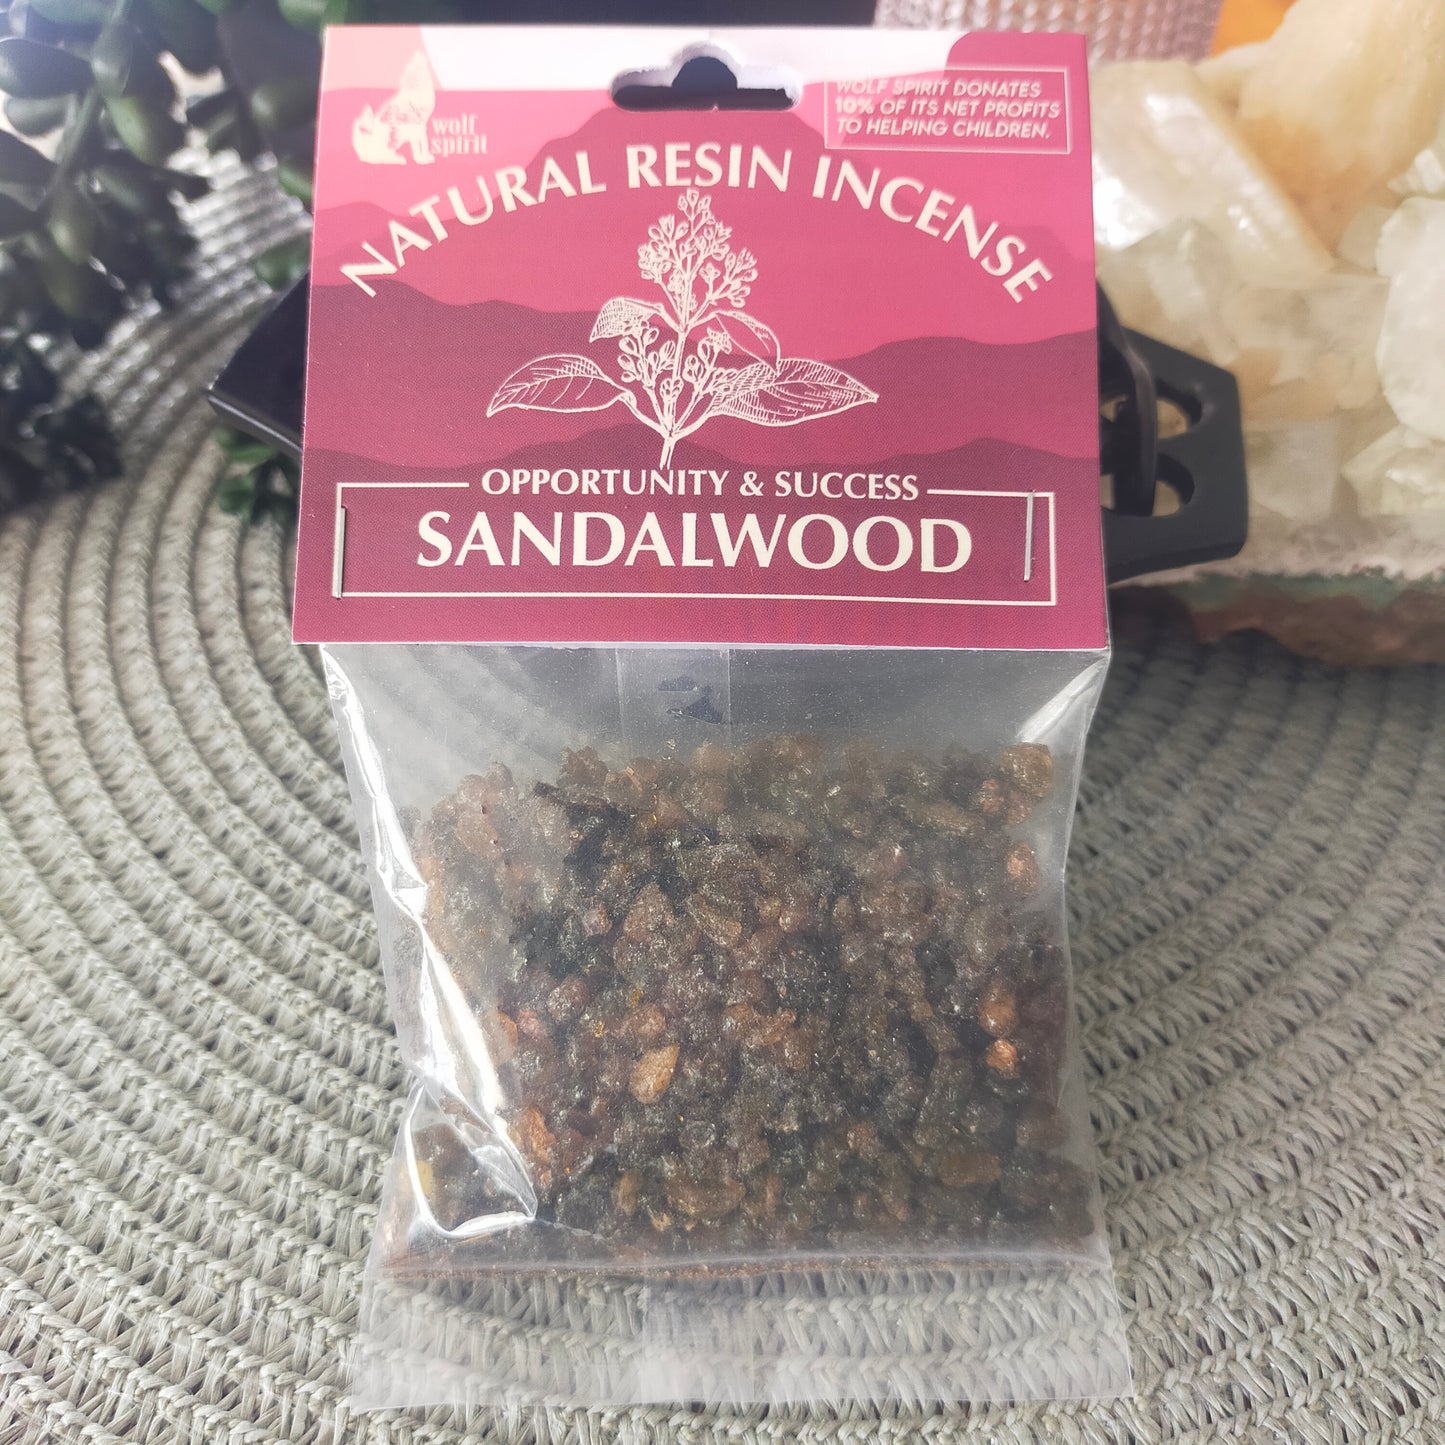 wolf
spirit
WOLF SPIRIT DONATES
10% OF ITS NET PROFITS
TO HELPING CHILDREN.
NATURAL RESIN INCENSE
OPPORTUNITY & SUCCESS
SANDALWOOD